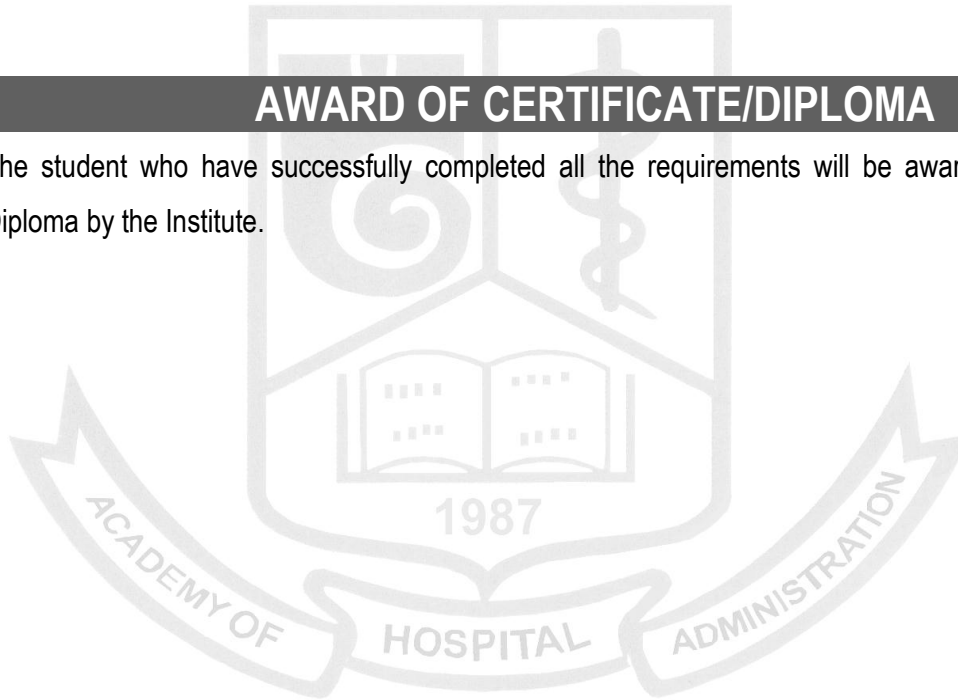 AWARD OF CERTIFICATE/DIPLOMA
he student who have successfully completed all the requirements will be awar
iploma by the Institute.
1987
ACADEMY OF HOSPITAL ADMINISTRATION